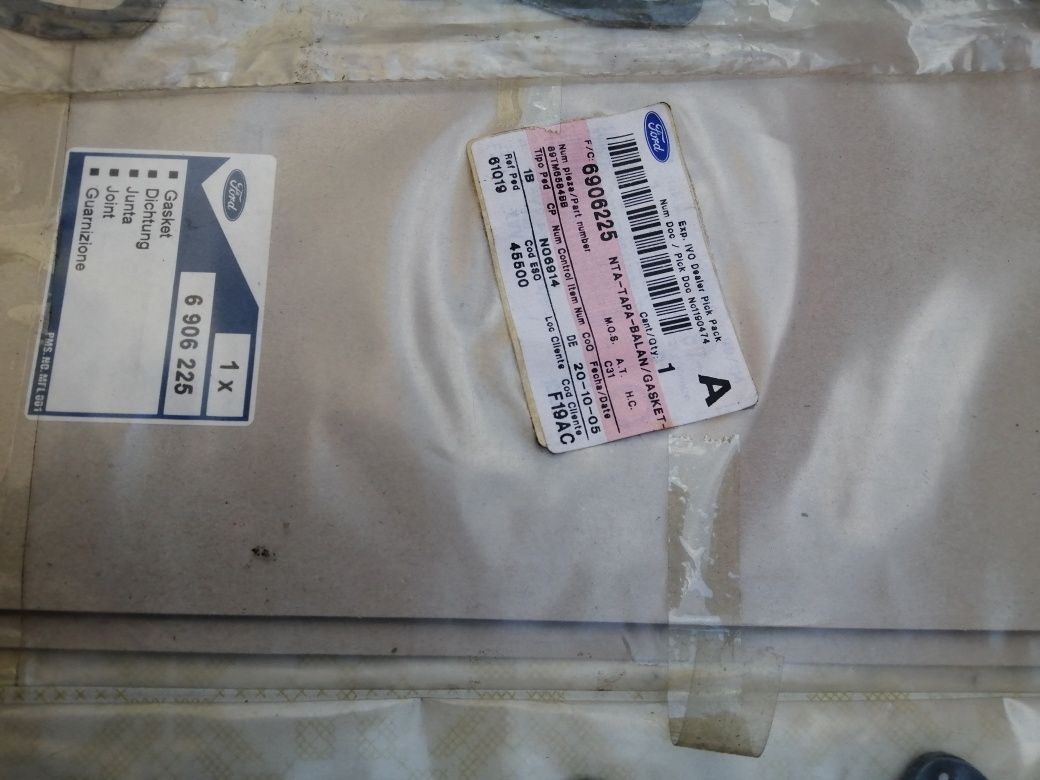 Ford
1 x
6 906 225
Gasket
Dichtung
Junta
Joint
Guarnizione
Ford
Exp. IVO Dealer Pick Pack
Num Doc / Pick Doc No1190474
A
Cant/Qty. 1
F/C: 6906225 NTA-TAPA-BALAN/GASKET-
Num pieza/Part number M.O.S. A.T. H.C.
89TM6584BB C31
Tipo Ped CP Num Control Item Num CoO Fecha/Date
1B N06914 DE 20-10-05
Ref Ped Cod ESO Loc Cliente Cod Cliente
61019 45500 F19AC